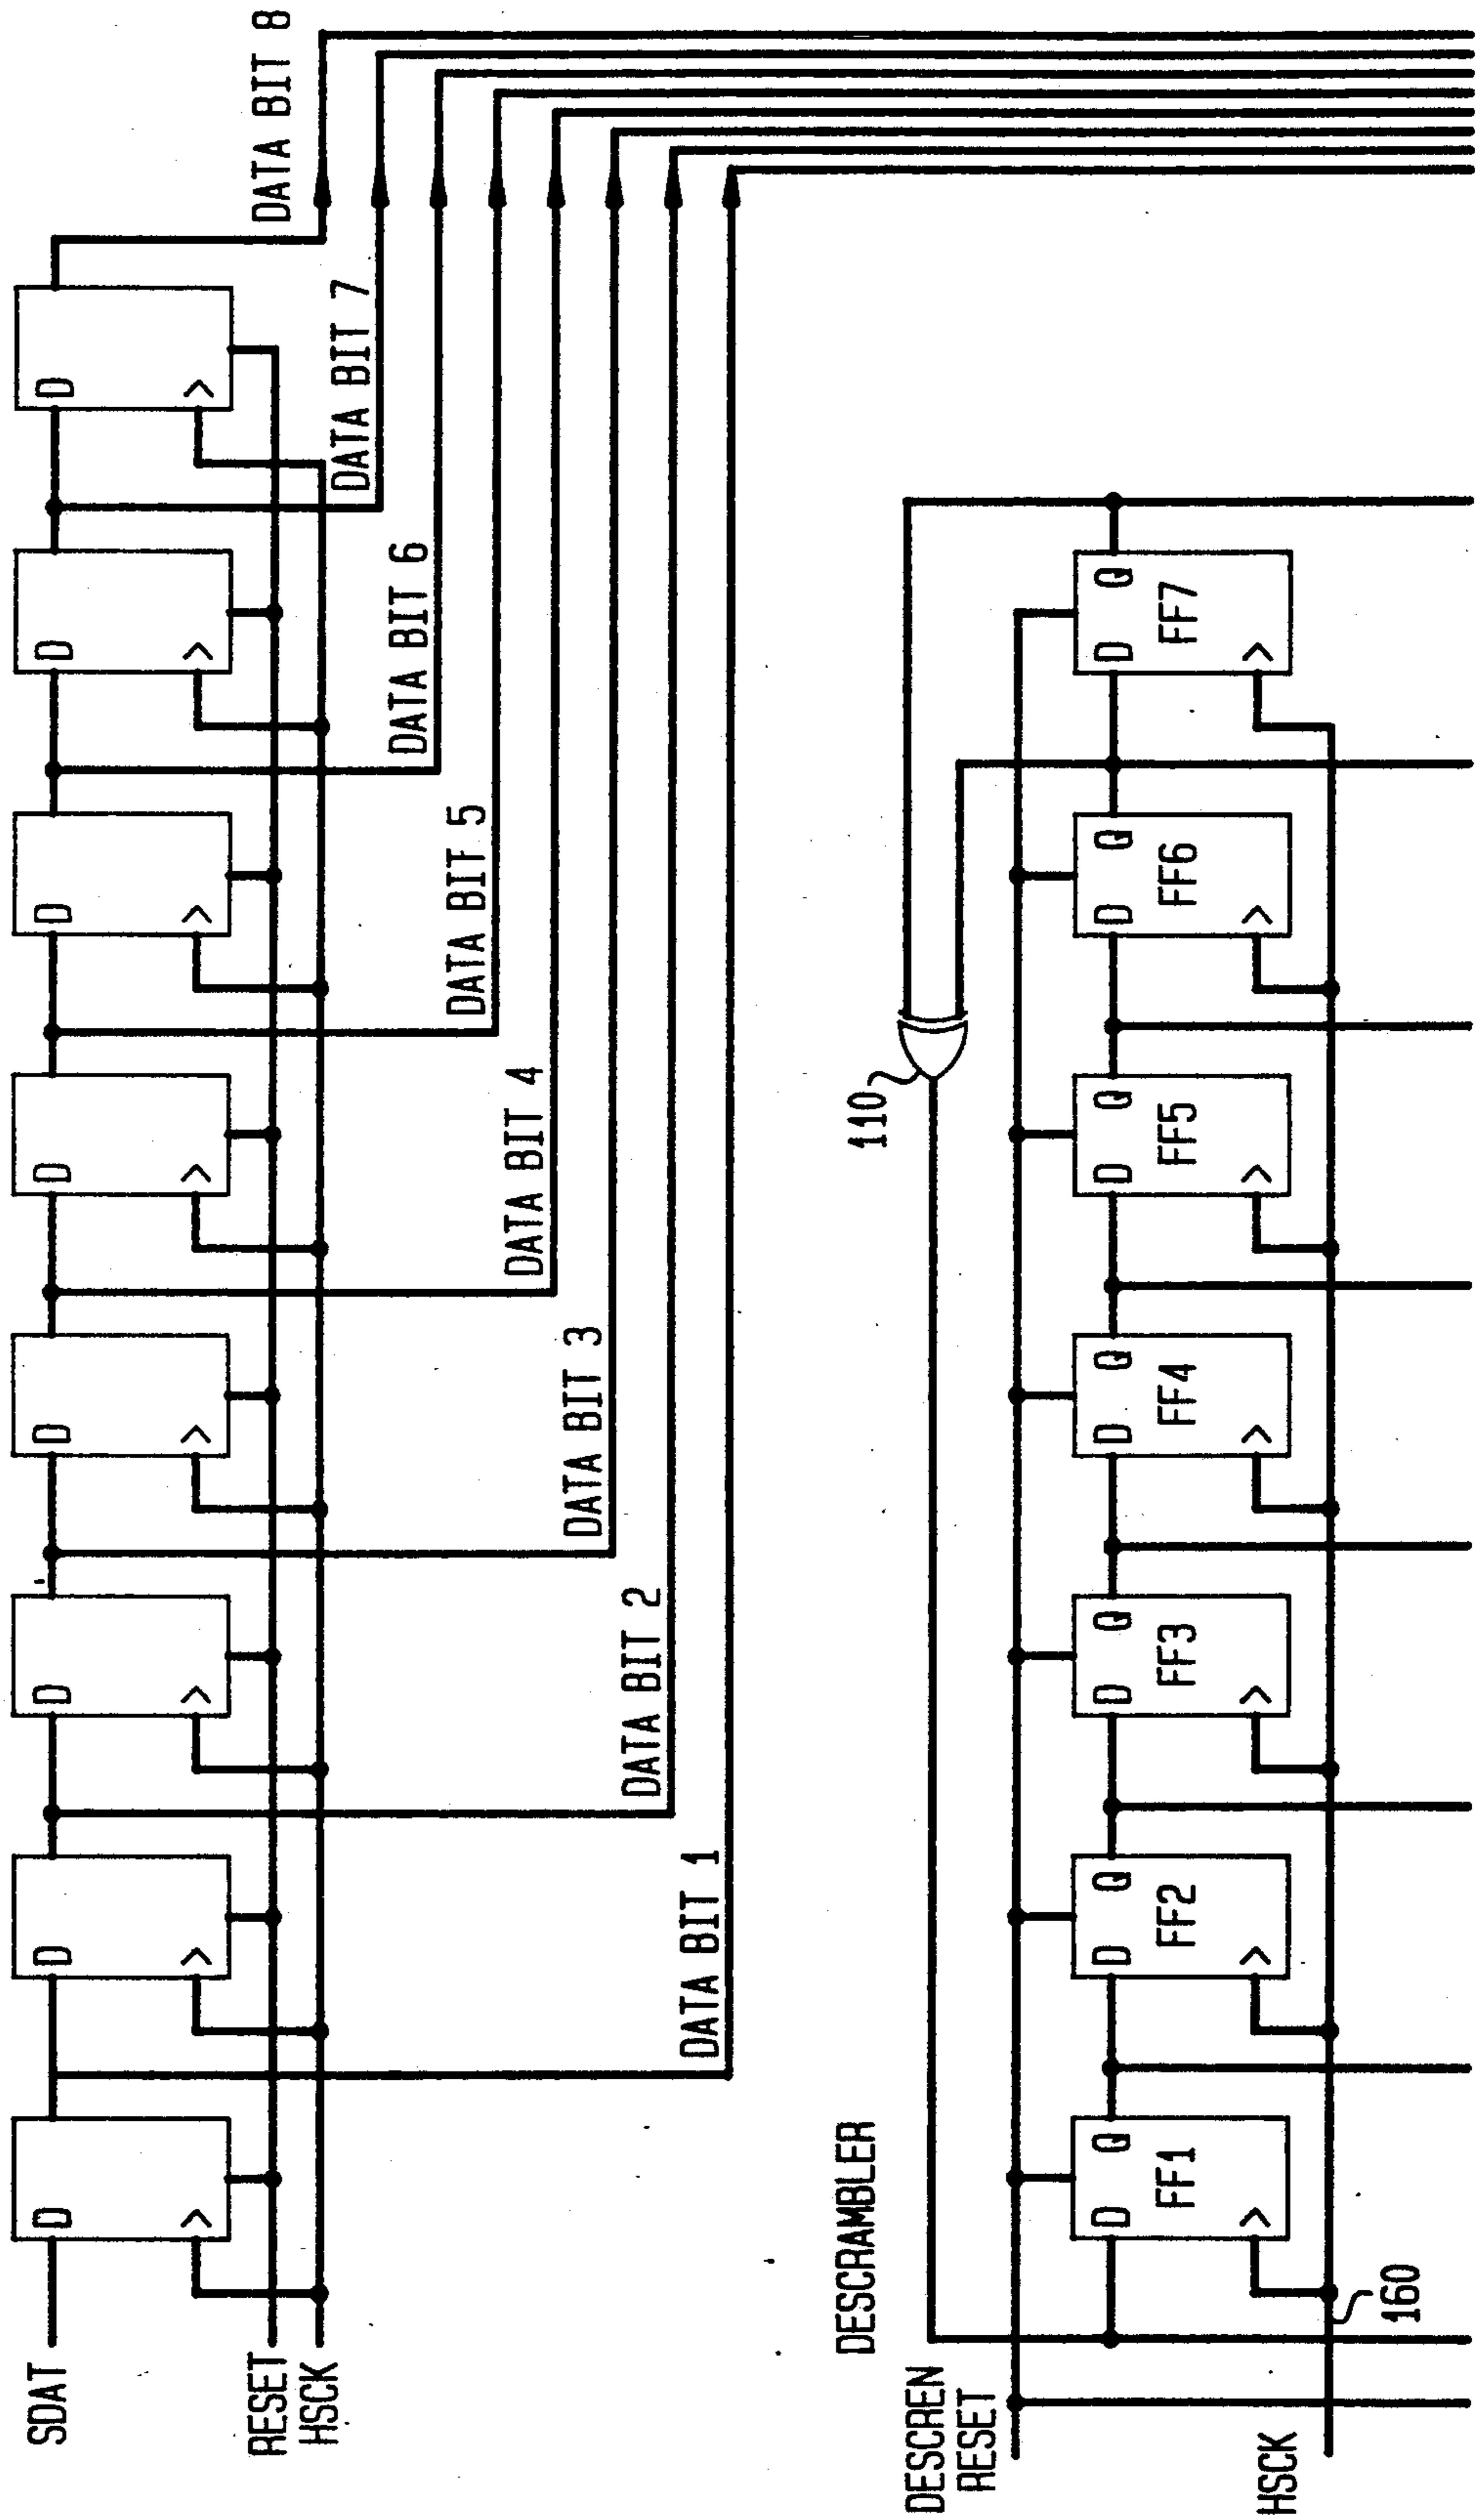 SDAT
RESET
HSCK
D >
D >
D >
D >
D >
D >
D >
D >
DATA BIT 1
DATA BIT 2
DATA BIT 3
DATA BIT 4
DATA BIT 5
DATA BIT 6
DATA BIT 7
DATA BIT 8
DESCRAMBLER
110
DESCREN
RESET
HSCK
160
D Q
FF1
>
D Q
FF2
>
D Q
FF3
>
D Q
FF4
>
D Q
FF5
>
D Q
FF6
>
D Q
FF7
>